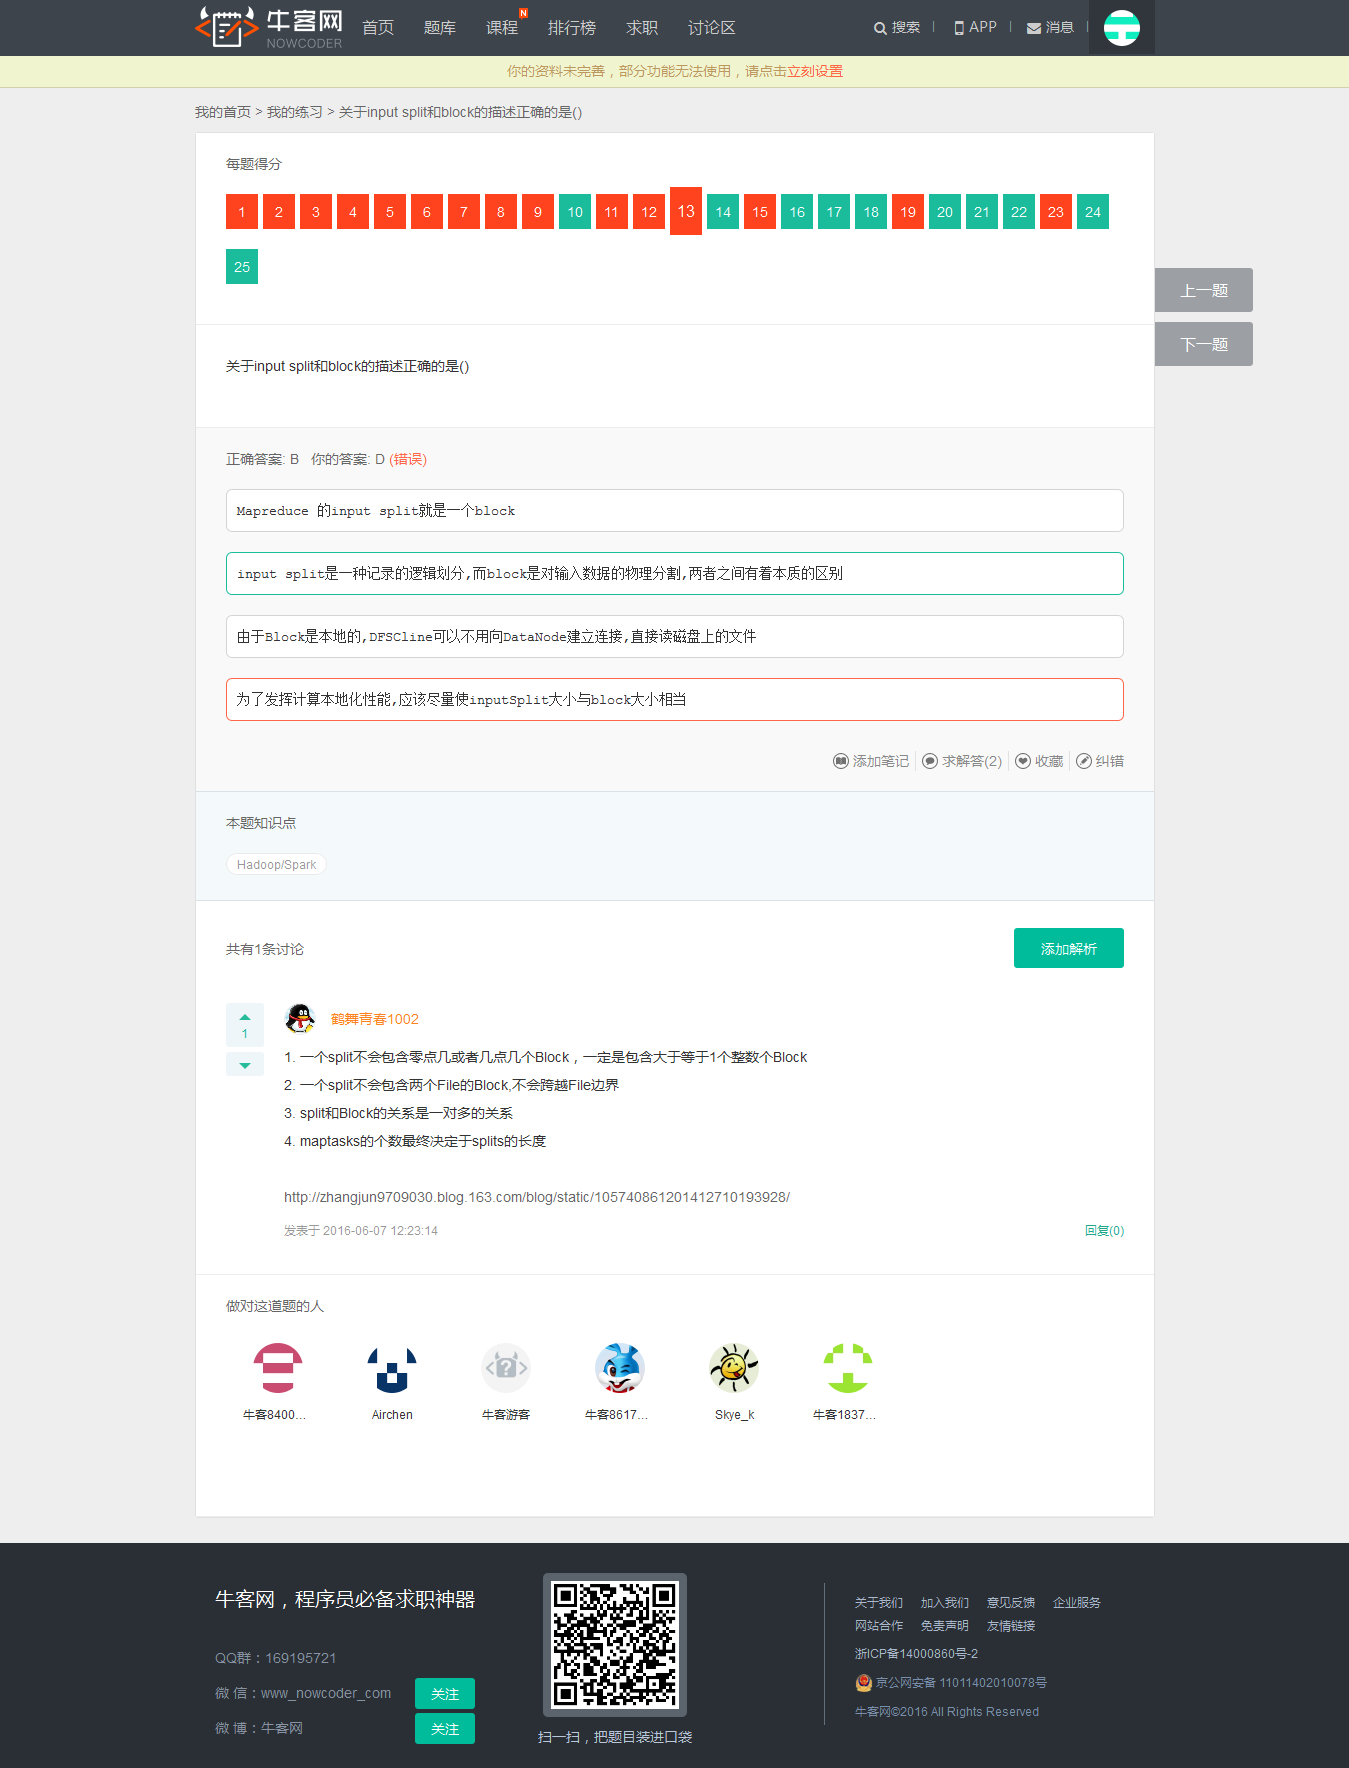 牛客网
NOWCODER
首页 题库 课程 N 排行榜 求职 讨论区 搜索 APP 消息
你的资料未完善，部分功能无法使用，请点击立刻设置
我的首页 > 我的练习 > 关于input split和block的描述正确的是()
每题得分
1 2 3 4 5 6 7 8 9 10 11 12 13 14 15 16 17 18 19 20 21 22 23 24
25
上一题
下一题
关于input split和block的描述正确的是()
正确答案: B 你的答案: D (错误)
Mapreduce 的input split就是一个block
input split是一种记录的逻辑划分,而block是对输入数据的物理分割,两者之间有着本质的区别
由于Block是本地的,DFSCline可以不用向DataNode建立连接,直接读磁盘上的文件
为了发挥计算本地化性能,应该尽量使inputSplit大小与block大小相当
添加笔记 求解答(2) 收藏 纠错
本题知识点
Hadoop/Spark
共有1条讨论
添加解析
1
鹤舞青春1002
1. 一个split不会包含零点几或者几点几个Block，一定是包含大于等于1个整数个Block
2. 一个split不会包含两个File的Block,不会跨越File边界
3. split和Block的关系是一对多的关系
4. maptasks的个数最终决定于splits的长度
http://zhangjun9709030.blog.163.com/blog/static/105740861201412710193928/
发表于 2016-06-07 12:23:14
回复(0)
做对这道题的人
牛客8400... Airchen 牛客游客 牛客8617... Skye_k 牛客1837...
牛客网，程序员必备求职神器
QQ群：169195721
微 信：www_nowcoder_com 关注
微 博：牛客网 关注
扫一扫，把题目装进口袋
关于我们 加入我们 意见反馈 企业服务
网站合作 免责声明 友情链接
浙ICP备14000860号-2
京公网安备 11011402010078号
牛客网©2016 All Rights Reserved